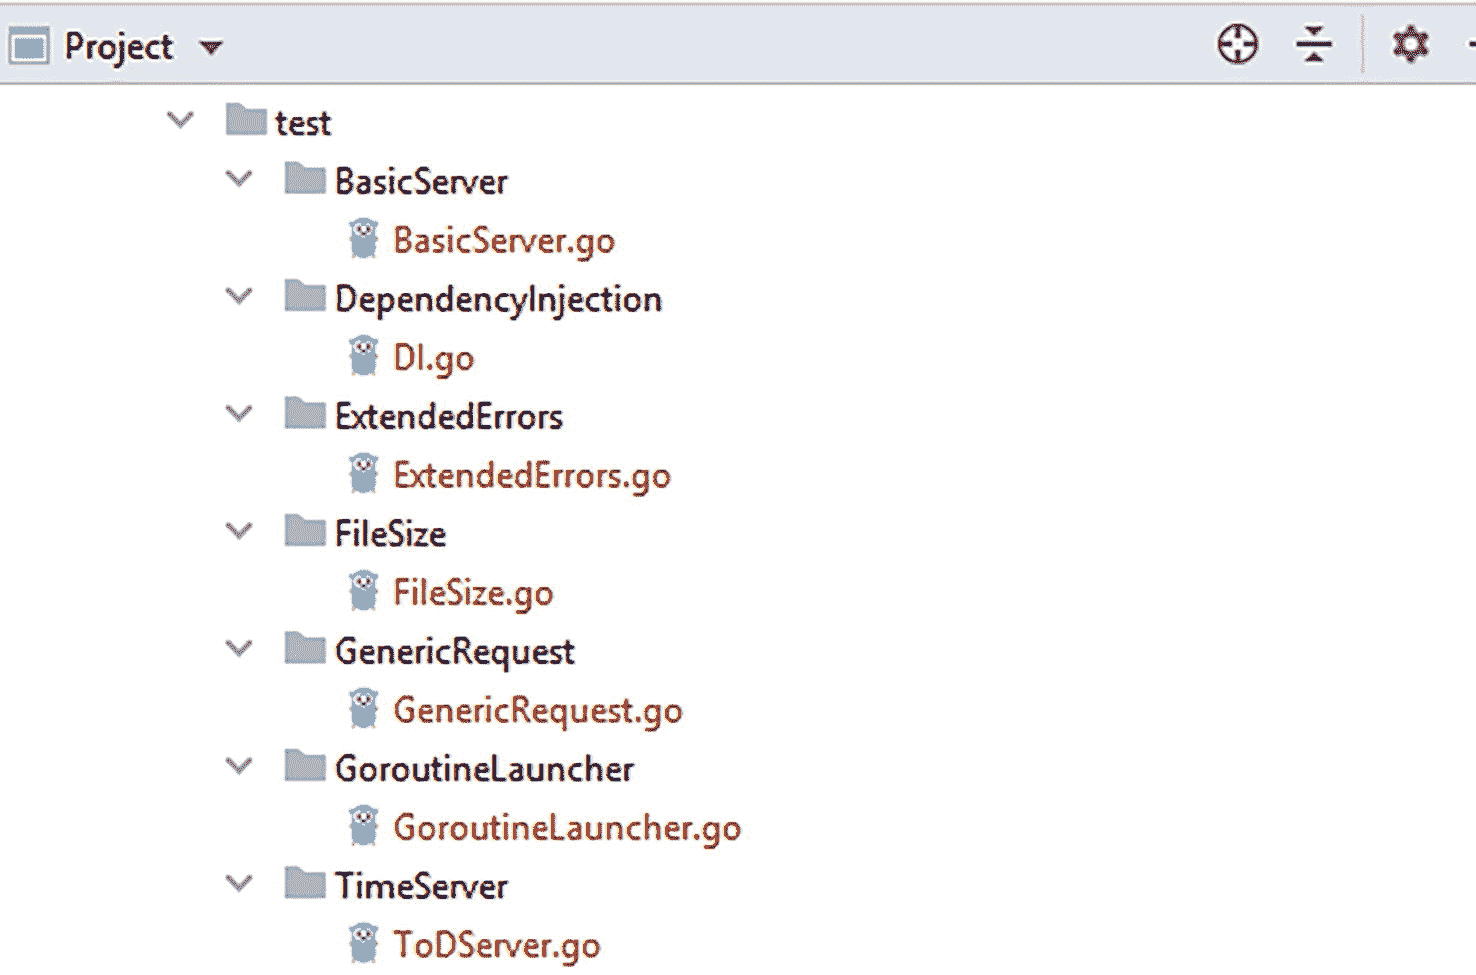 Project
test
BasicServer
BasicServer.go
DependencyInjection
DI.go
ExtendedErrors
ExtendedErrors.go
FileSize
FileSize.go
GenericRequest
GenericRequest.go
GoroutineLauncher
GoroutineLauncher.go
TimeServer
ToDServer.go